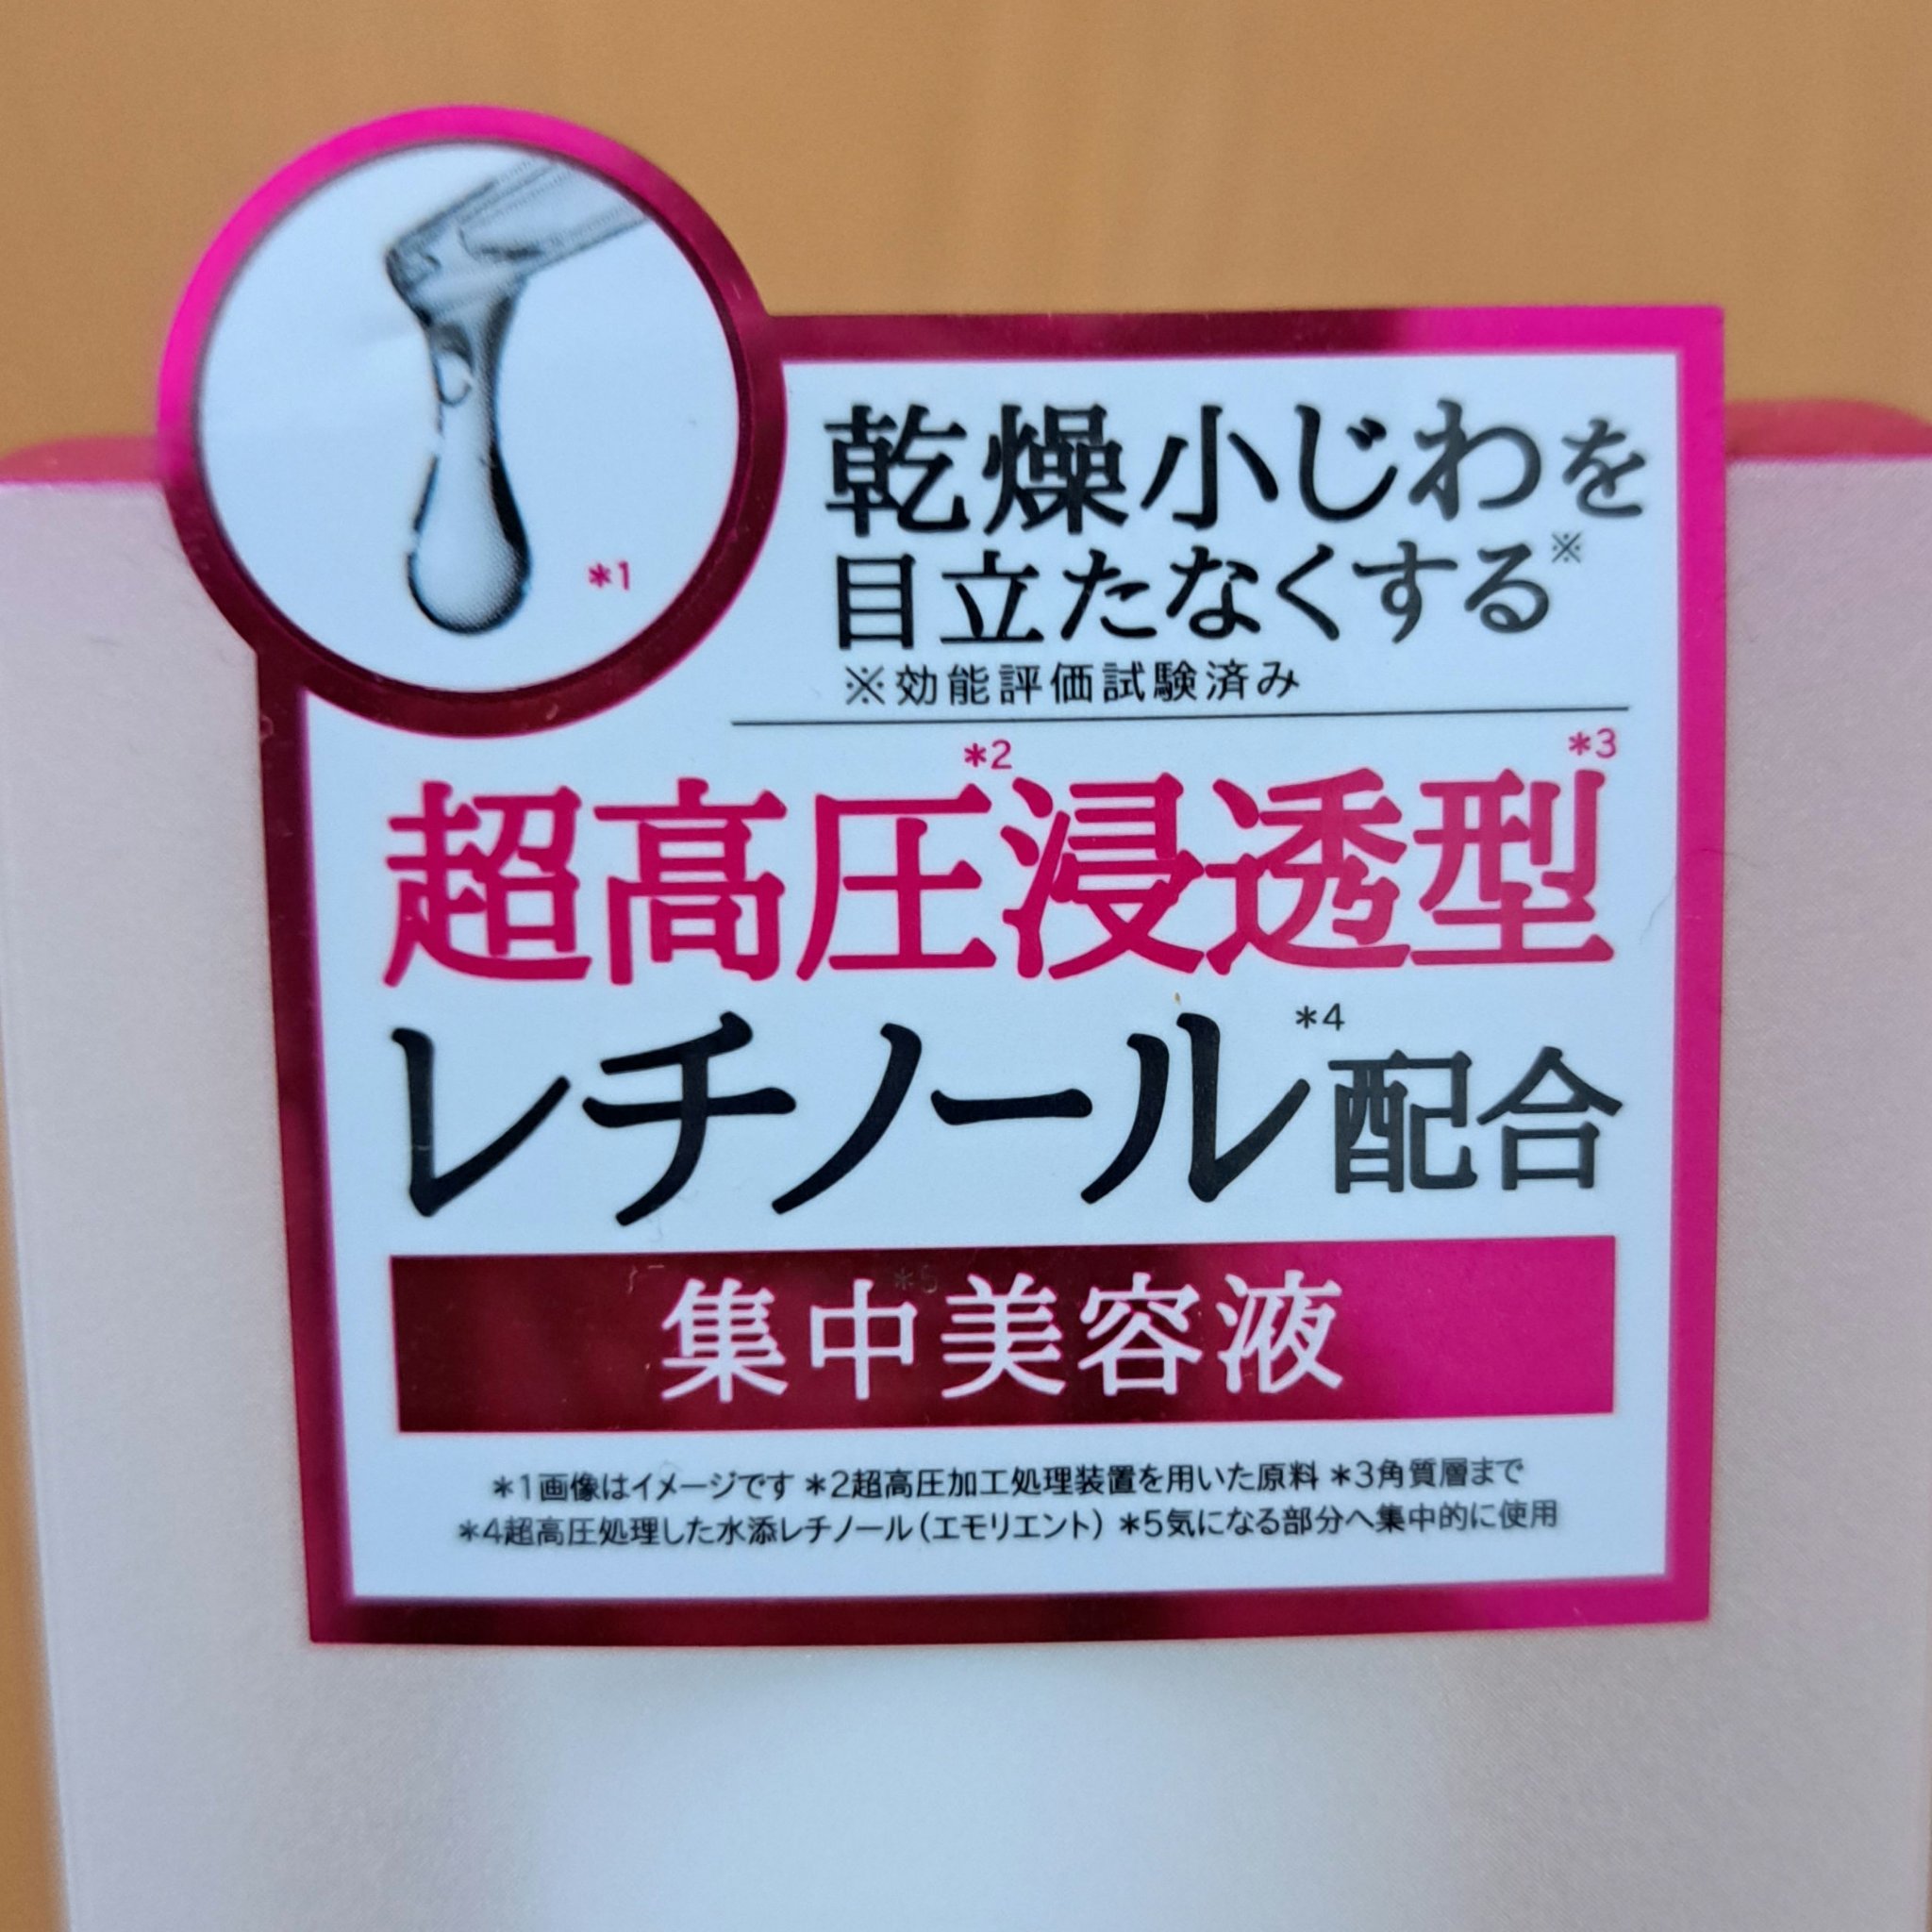 *1
乾燥小じわを
目立たなくする※
※効能評価試験済み
超高圧*2浸透型*3
レチノール*4配合
集中*5美容液
*1画像はイメージです *2超高圧加工処理装置を用いた原料 *3角質層まで
*4超高圧処理した水添レチノール(エモリエント) *5気になる部分へ集中的に使用